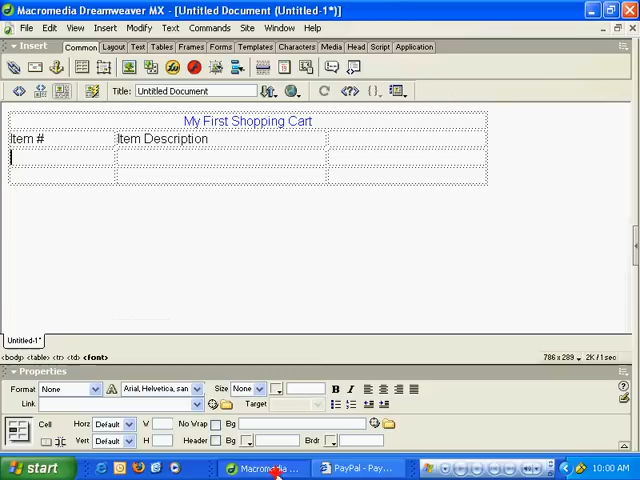 Macromedia Dreamweaver MX - [Untitled Document (Untitled-1*)]
File Edit View Insert Modify Text Commands Site Window Help
Insert Common Layout Text Tables Frames Forms Templates Characters Media Head Script Application
Title: Untitled Document
My First Shopping Cart
Item # Item Description
Untitled-1*
<body> <table> <tr> <td> <font> 786 x 289 2K / 1 sec
Properties
Format None Arial, Helvetica, san Size None B I
Link Target
Cell Horz Default W No Wrap Bg
Vert Default H Header Bg Brdr
start Macromedia ... PayPal - Pay... 10:00 AM